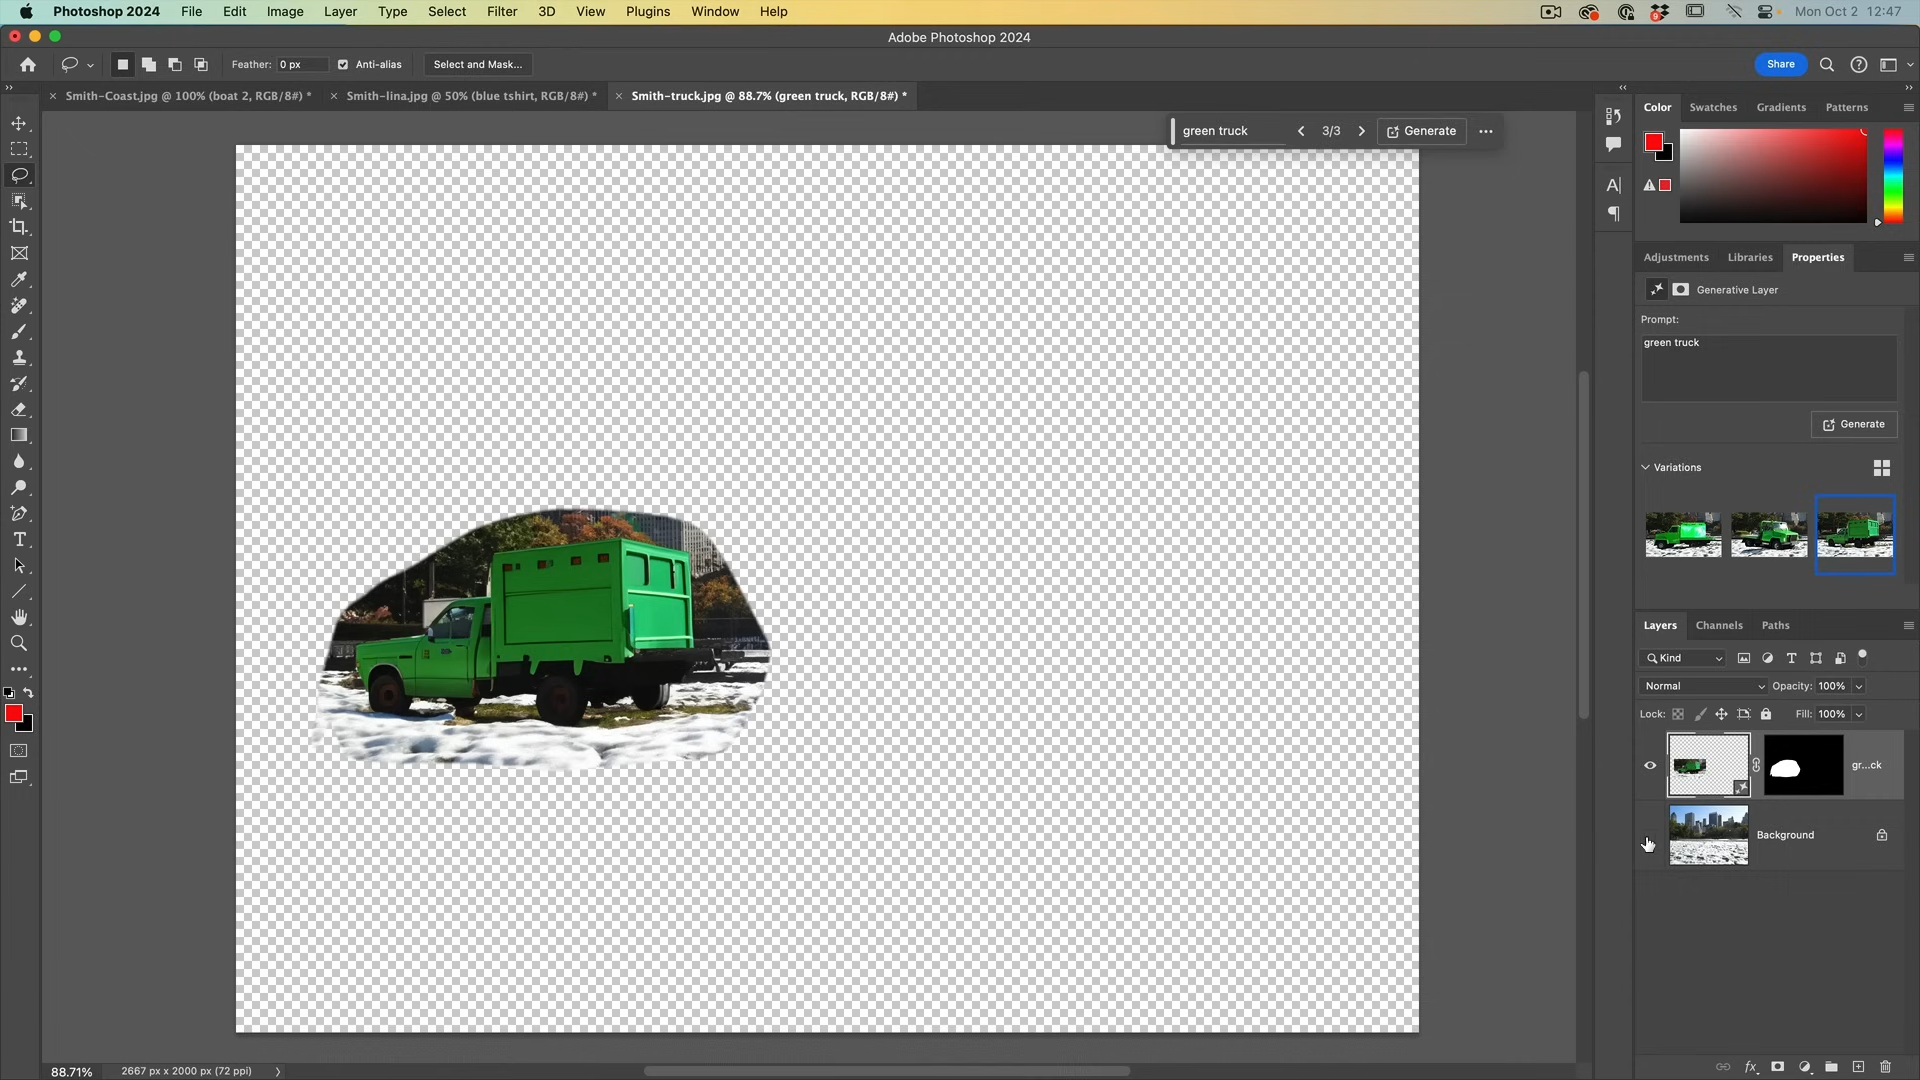 Photoshop 2024 File Edit Image Layer Type Select Filter 3D View Plugins Window Help
9
Mon Oct 2 12:47
Adobe Photoshop 2024
Feather: 0 px Anti-alias Select and Mask... Share
Smith-Coast.jpg @ 100% (boat 2, RGB/8#) *
Smith-lina.jpg @ 50% (blue tshirt, RGB/8#) *
Smith-truck.jpg @ 88.7% (green truck, RGB/8#) *
green truck 3/3 Generate
Color Swatches Gradients Patterns
Adjustments Libraries Properties
Generative Layer
Prompt:
green truck
Generate
Variations
Layers Channels Paths
Kind
Normal Opacity: 100%
Lock: Fill: 100%
gr...ck
Background
88.71% 2667 px x 2000 px (72 ppi)
fx